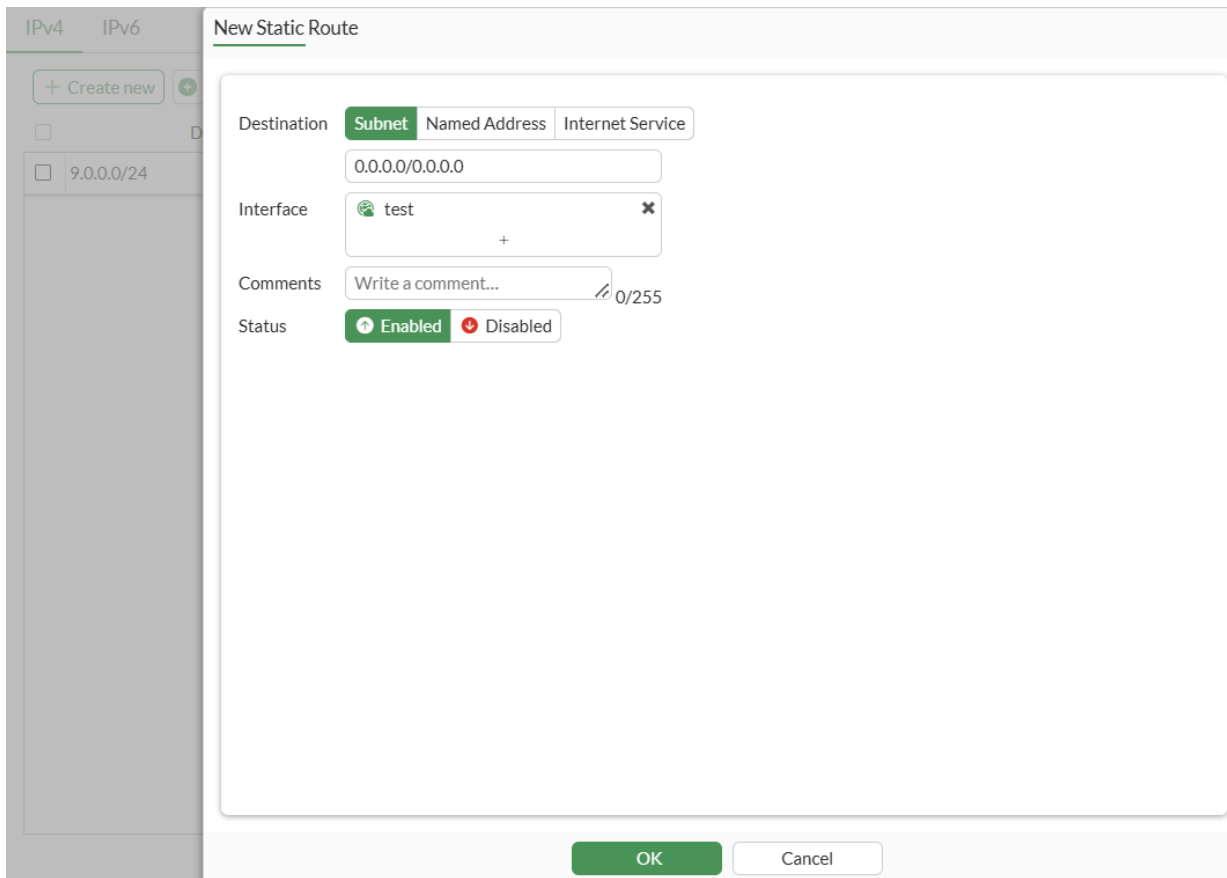 IPv4 IPv6
New Static Route
+ Create new
D
9.0.0.0/24
Destination Subnet Named Address Internet Service
0.0.0.0/0.0.0.0
Interface test
+
Comments Write a comment... 0/255
Status Enabled Disabled
OK Cancel